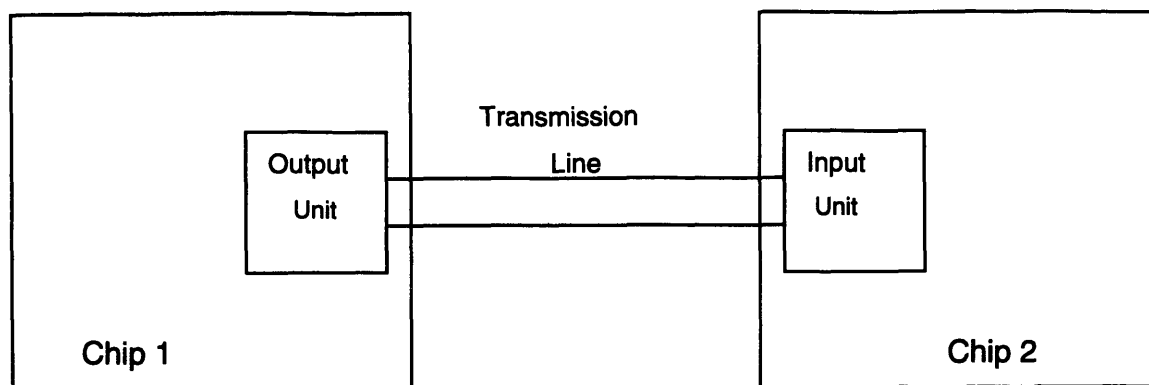 Transmission
Line
Output
Unit
Input
Unit
Chip 1
Chip 2